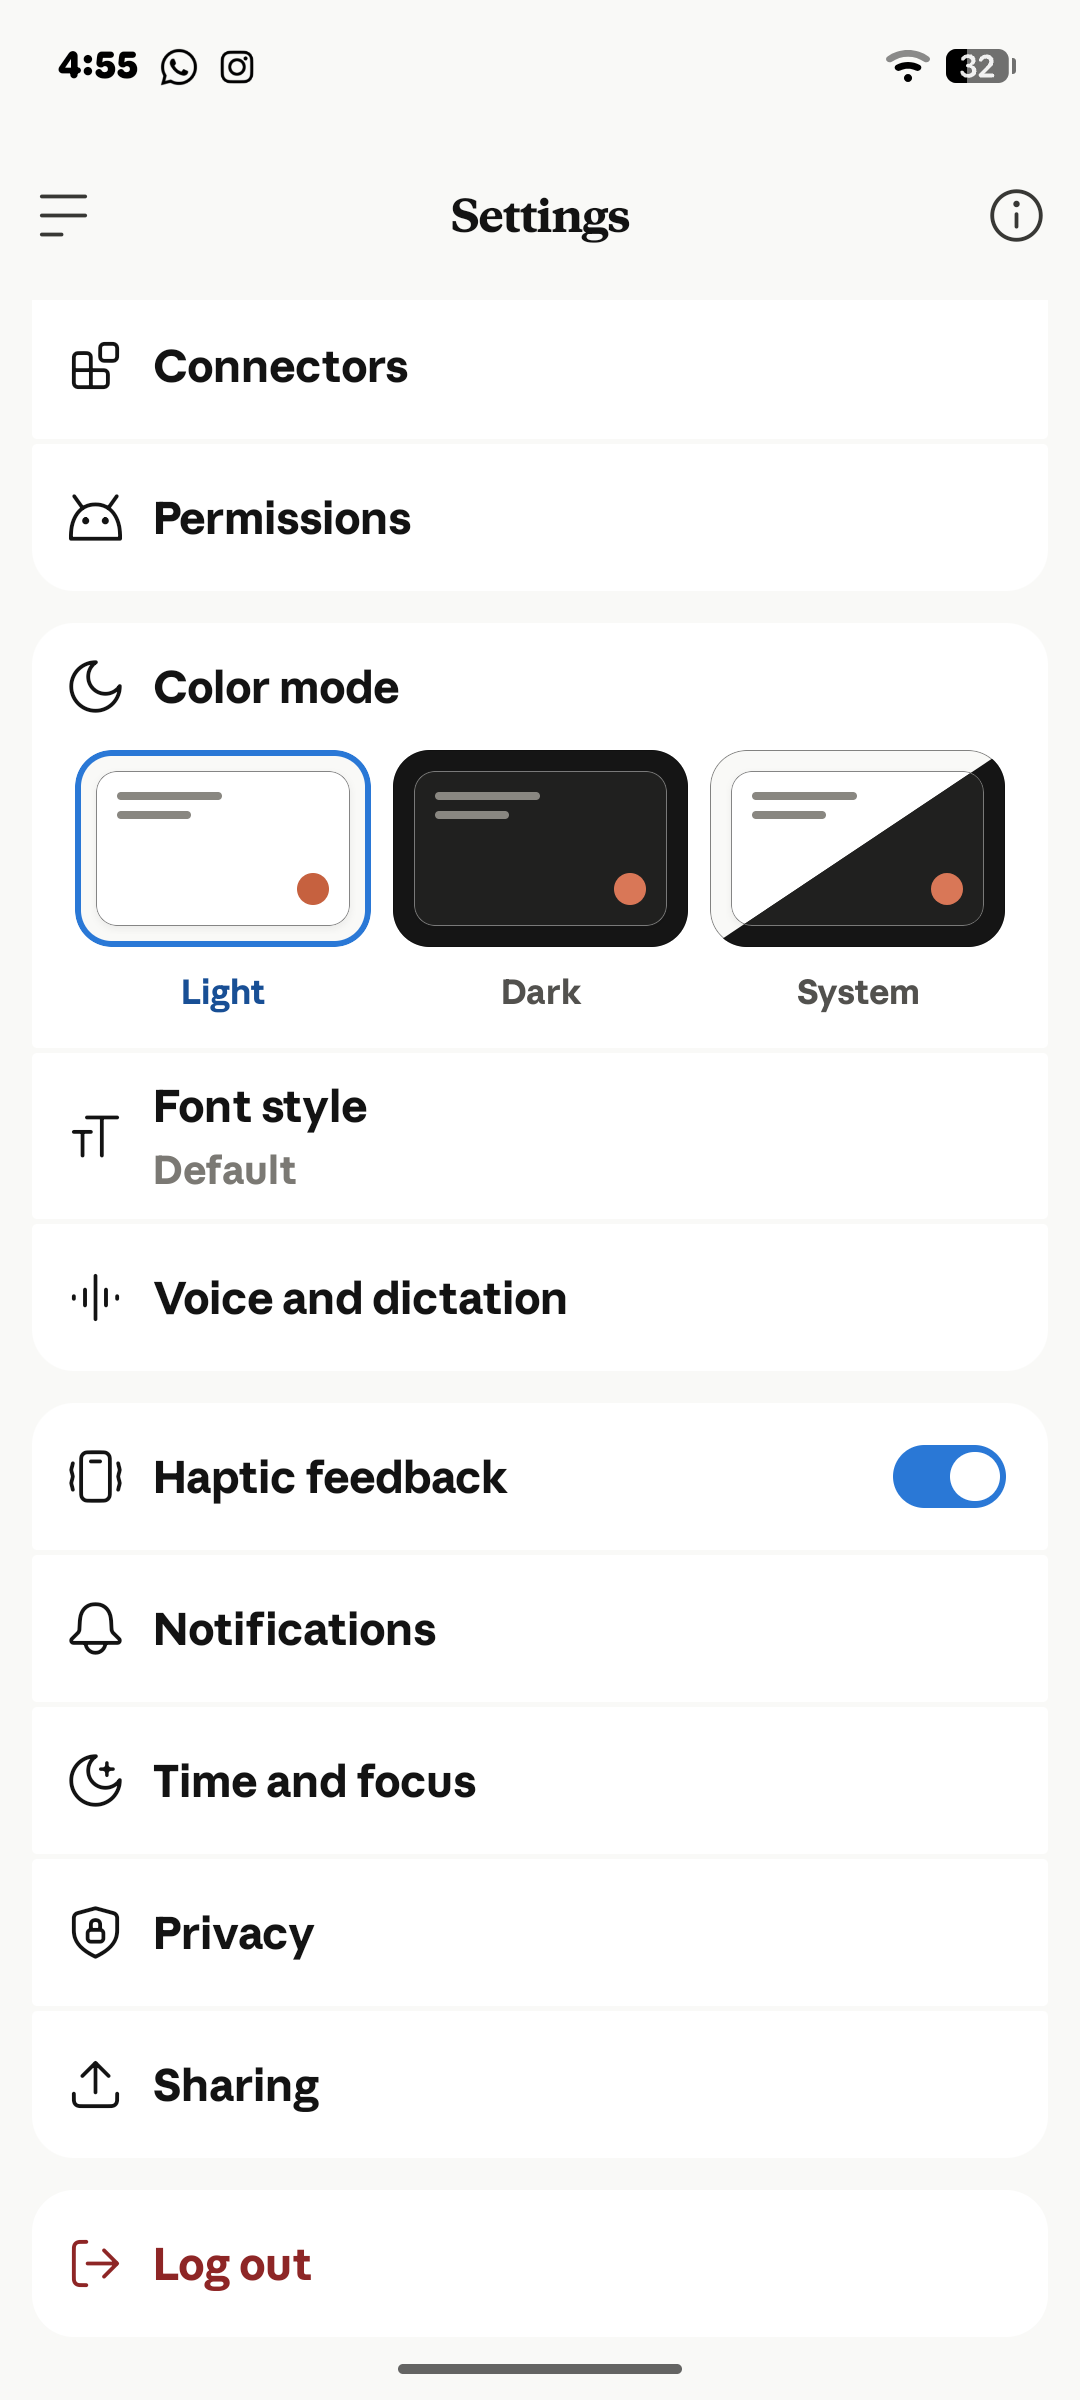 4:55
32
Settings
Connectors
Permissions
Color mode
Light Dark System
Font style
Default
Voice and dictation
Haptic feedback
Notifications
Time and focus
Privacy
Sharing
Log out